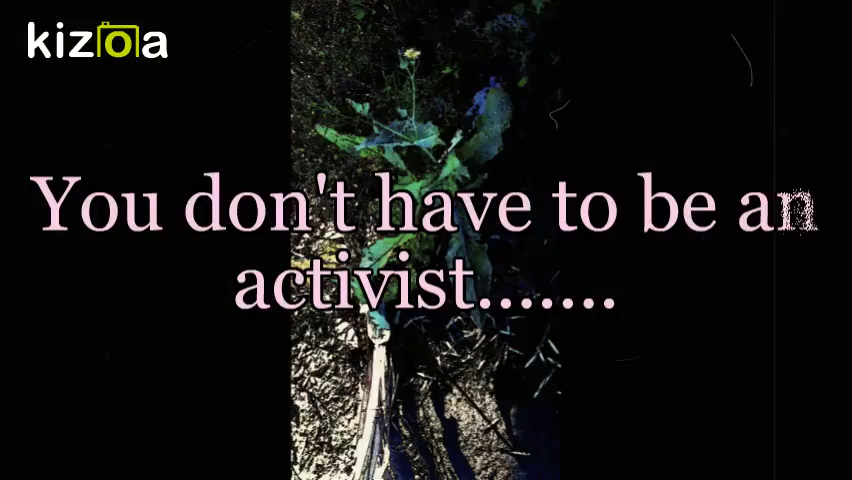 kizoa
You don't have to be an
activist.......